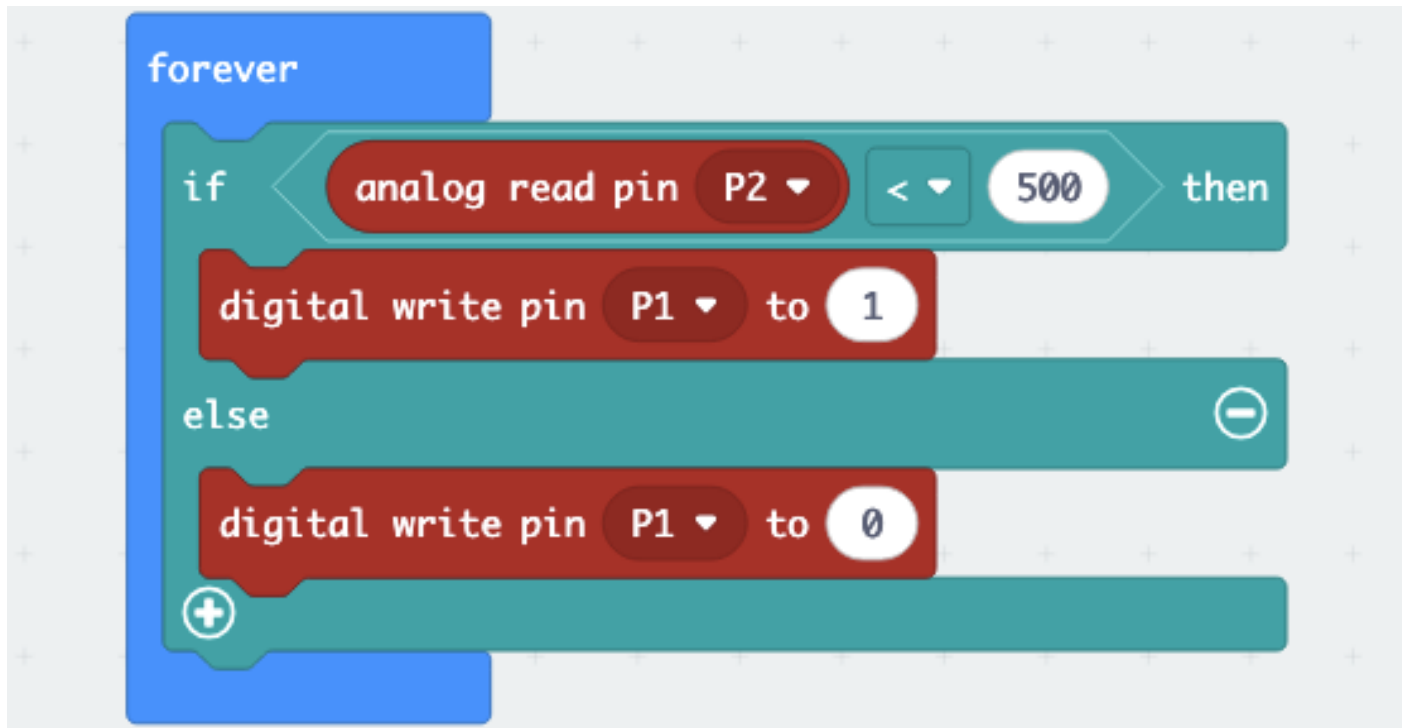 forever
if analog read pin P2 < 500 then
digital write pin P1 to 1
else
digital write pin P1 to 0